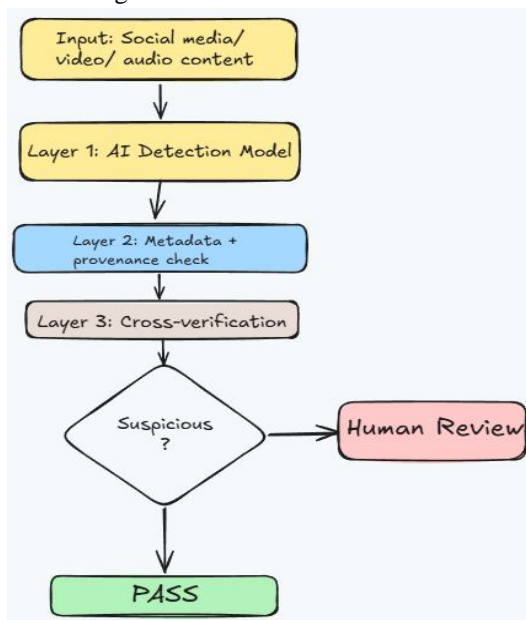 Input: Social media/
video/ audio content
Layer 1: AI Detection Model
Layer 2: Metadata +
provenance check
Layer 3: Cross-verification
Suspicious
?
Human Review
PASS